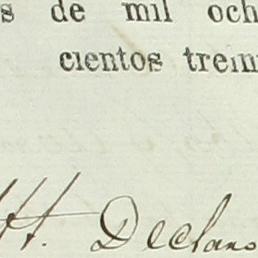 s de mil och
cientos trein
H. Declaro